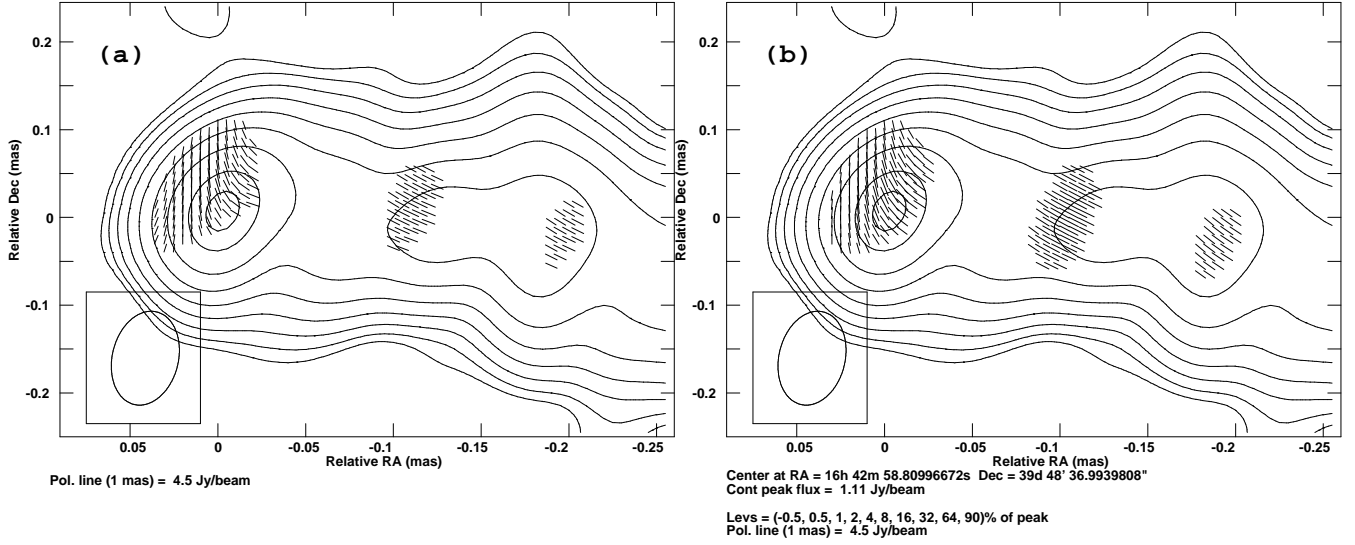 (a)
(b)
0.2
0.1
0
-0.1
-0.2
Relative Dec (mas)
0.05
0
-0.05
-0.1
-0.15
-0.2
-0.25
Relative RA (mas)
Pol. line (1 mas) = 4.5 Jy/beam
0.2
0.1
0
-0.1
-0.2
Relative Dec (mas)
0.05
0
-0.05
-0.1
-0.15
-0.2
-0.25
Relative RA (mas)
Center at RA = 16h 42m 58.80996672s Dec = 39d 48' 36.9939808"
Cont peak flux = 1.11 Jy/beam
Levs = (-0.5, 0.5, 1, 2, 4, 8, 16, 32, 64, 90)% of peak
Pol. line (1 mas) = 4.5 Jy/beam